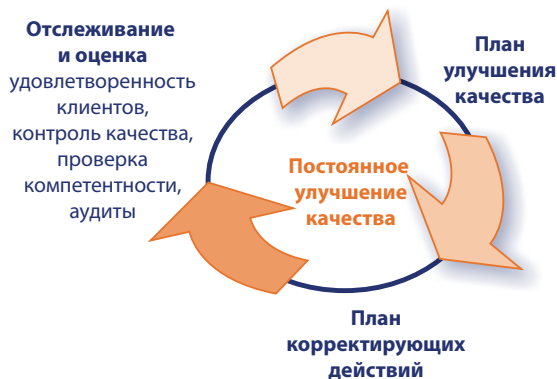 Отслеживание
и оценка
удовлетворенность
клиентов,
контроль качества,
проверка
компетентности,
аудиты
План
улучшения
качества
Постоянное
улучшение
качества
План
корректирующих
действий